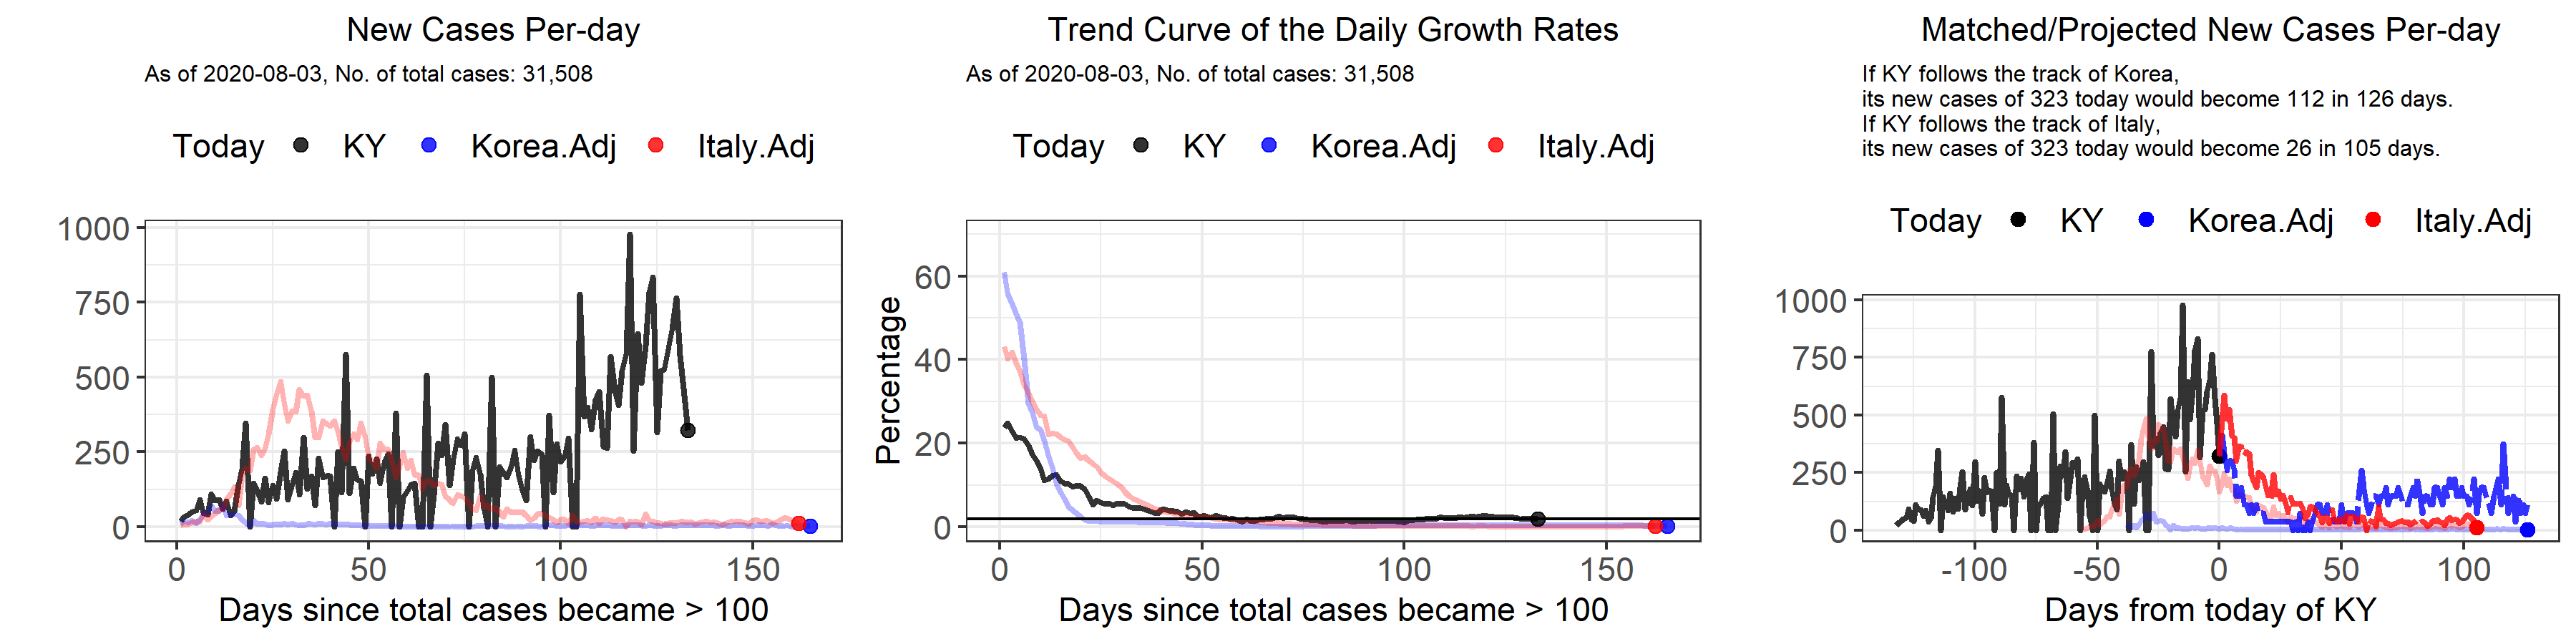 New Cases Per-day
As of 2020-08-03, No. of total cases: 31,508
Today KY Korea.Adj Italy.Adj
1000
750
500
250
0
0 50 100 150
Days since total cases became > 100
Trend Curve of the Daily Growth Rates
As of 2020-08-03, No. of total cases: 31,508
Today KY Korea.Adj Italy.Adj
Percentage
60
40
20
0
0 50 100 150
Days since total cases became > 100
Matched/Projected New Cases Per-day
If KY follows the track of Korea,
its new cases of 323 today would become 112 in 126 days.
If KY follows the track of Italy,
its new cases of 323 today would become 26 in 105 days.
Today KY Korea.Adj Italy.Adj
1000
750
500
250
0
-100 -50 0 50 100
Days from today of KY